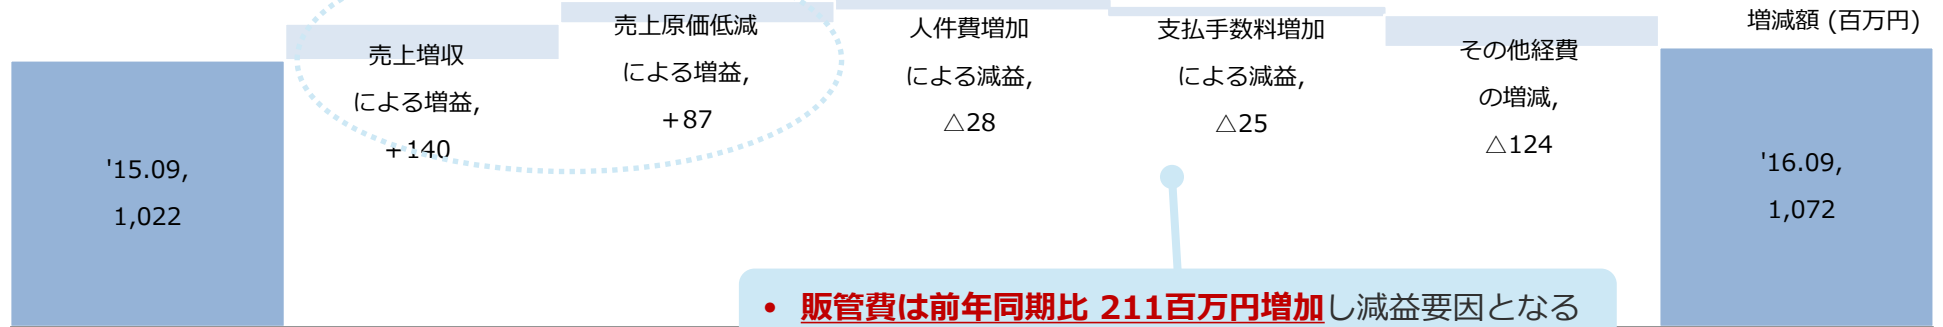 増減額 (百万円)
'15.09,
1,022
売上増収
による増益,
+140
売上原価低減
による増益,
+87
人件費増加
による減益,
△28
支払手数料増加
による減益,
△25
その他経費
の増減,
△124
'16.09,
1,072
• 販管費は前年同期比 211百万円増加し減益要因となる